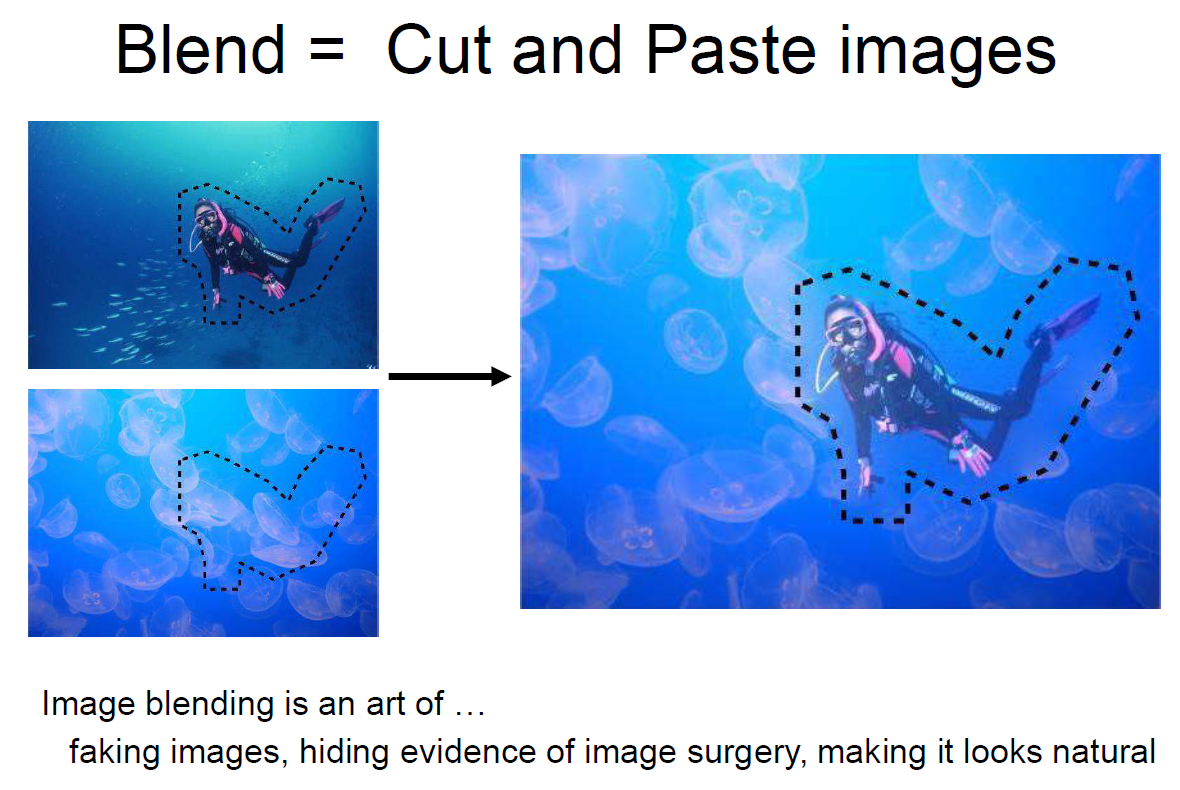 Blend = Cut and Paste images
Image blending is an art of …
faking images, hiding evidence of image surgery, making it looks natural